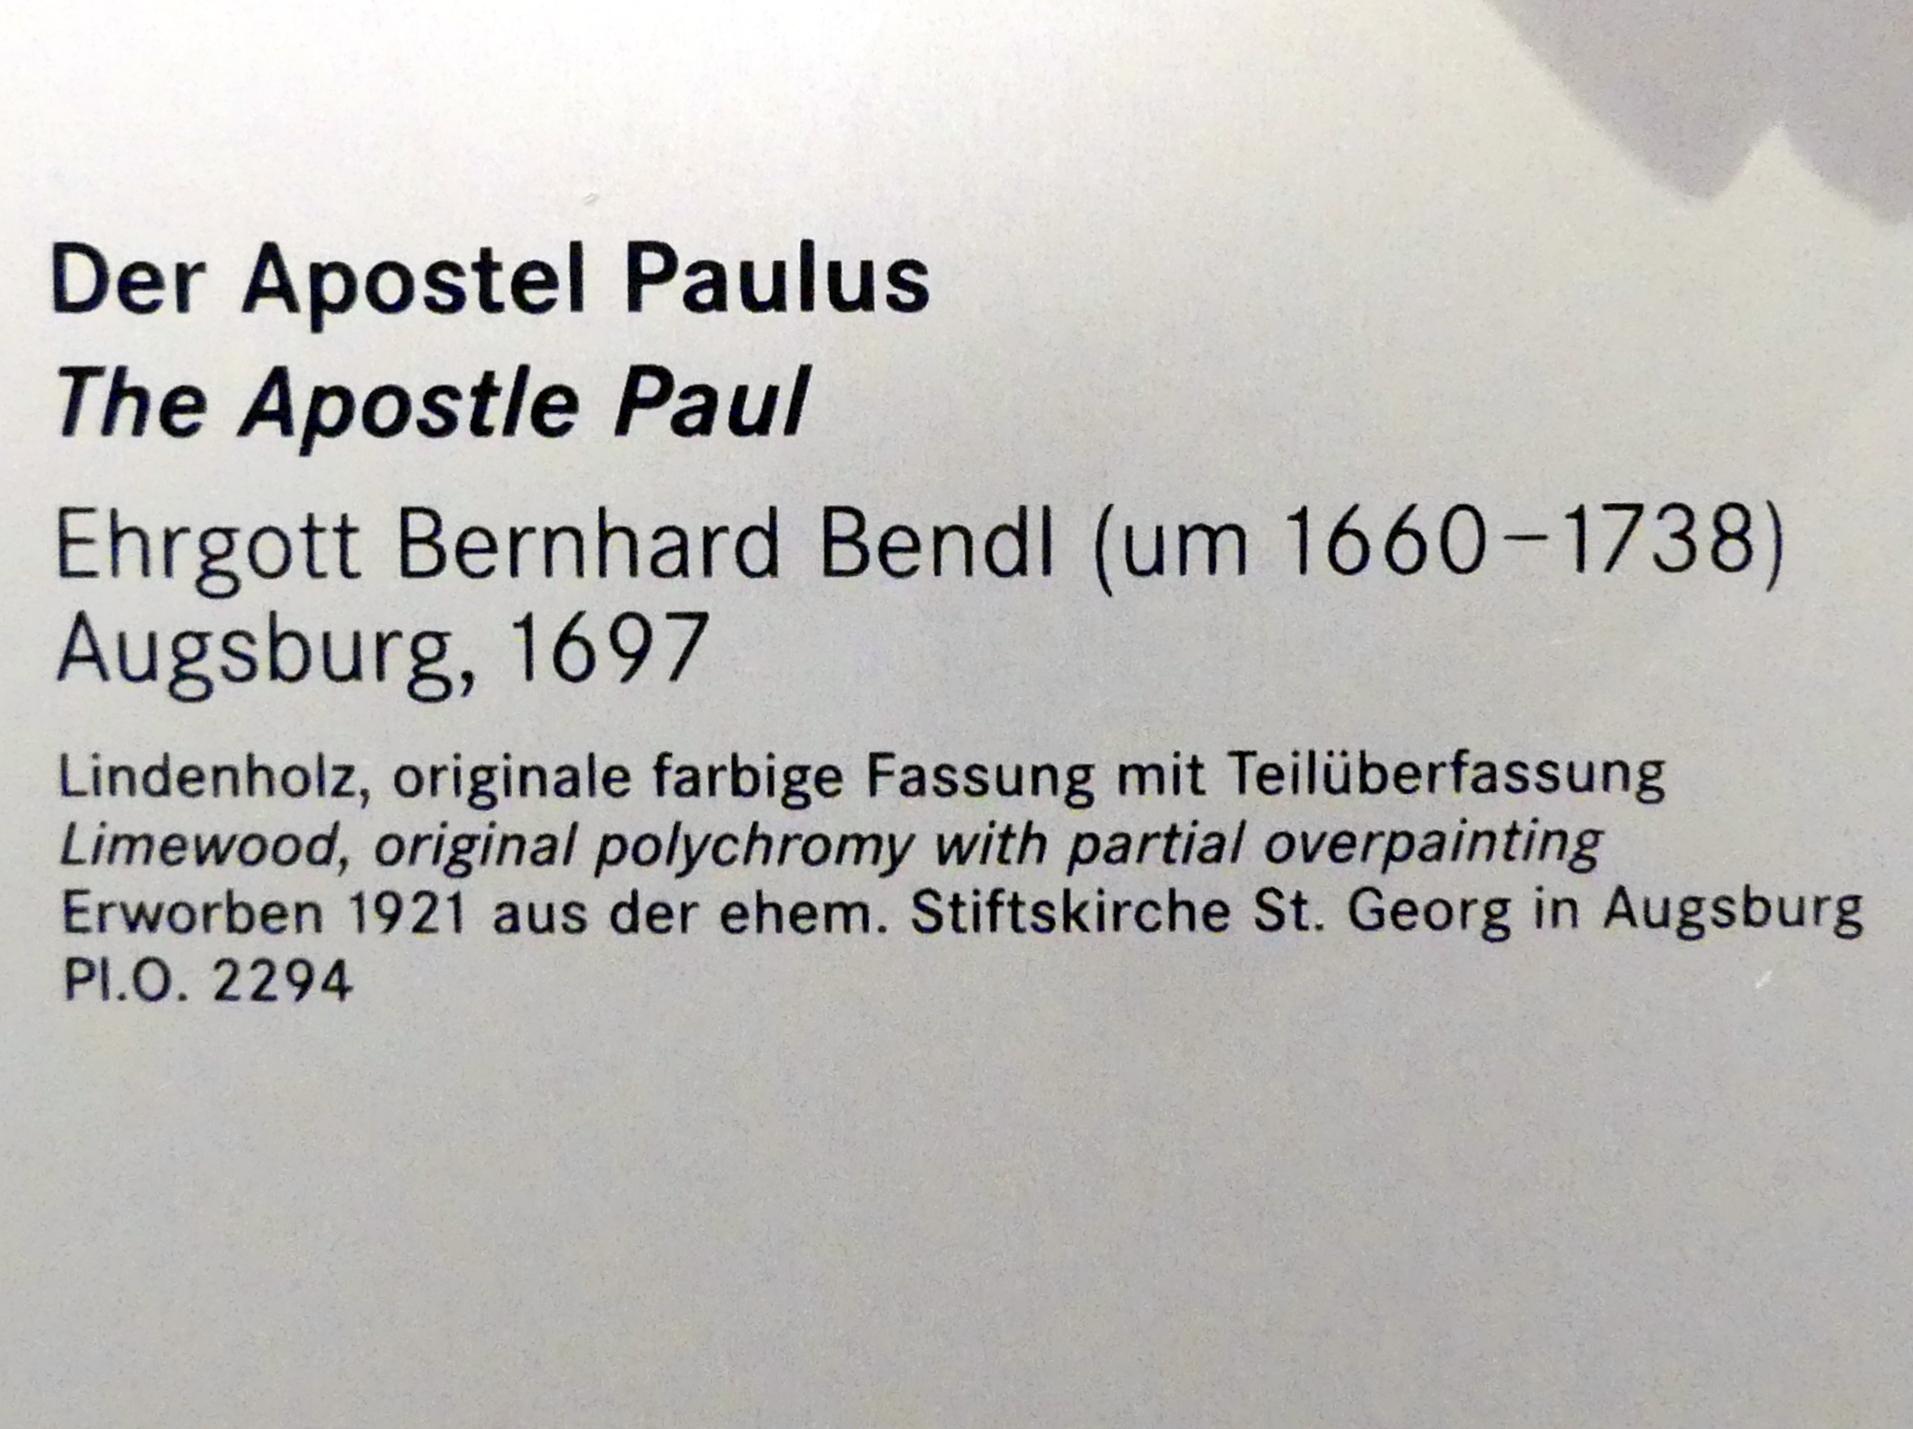 Der Apostel Paulus
The Apostle Paul
Ehrgott Bernhard Bendl (um 1660–1738)
Augsburg, 1697
Lindenholz, originale farbige Fassung mit Teilüberfassung
Limewood, original polychromy with partial overpainting
Erworben 1921 aus der ehem. Stiftskirche St. Georg in Augsburg
Pl.O. 2294